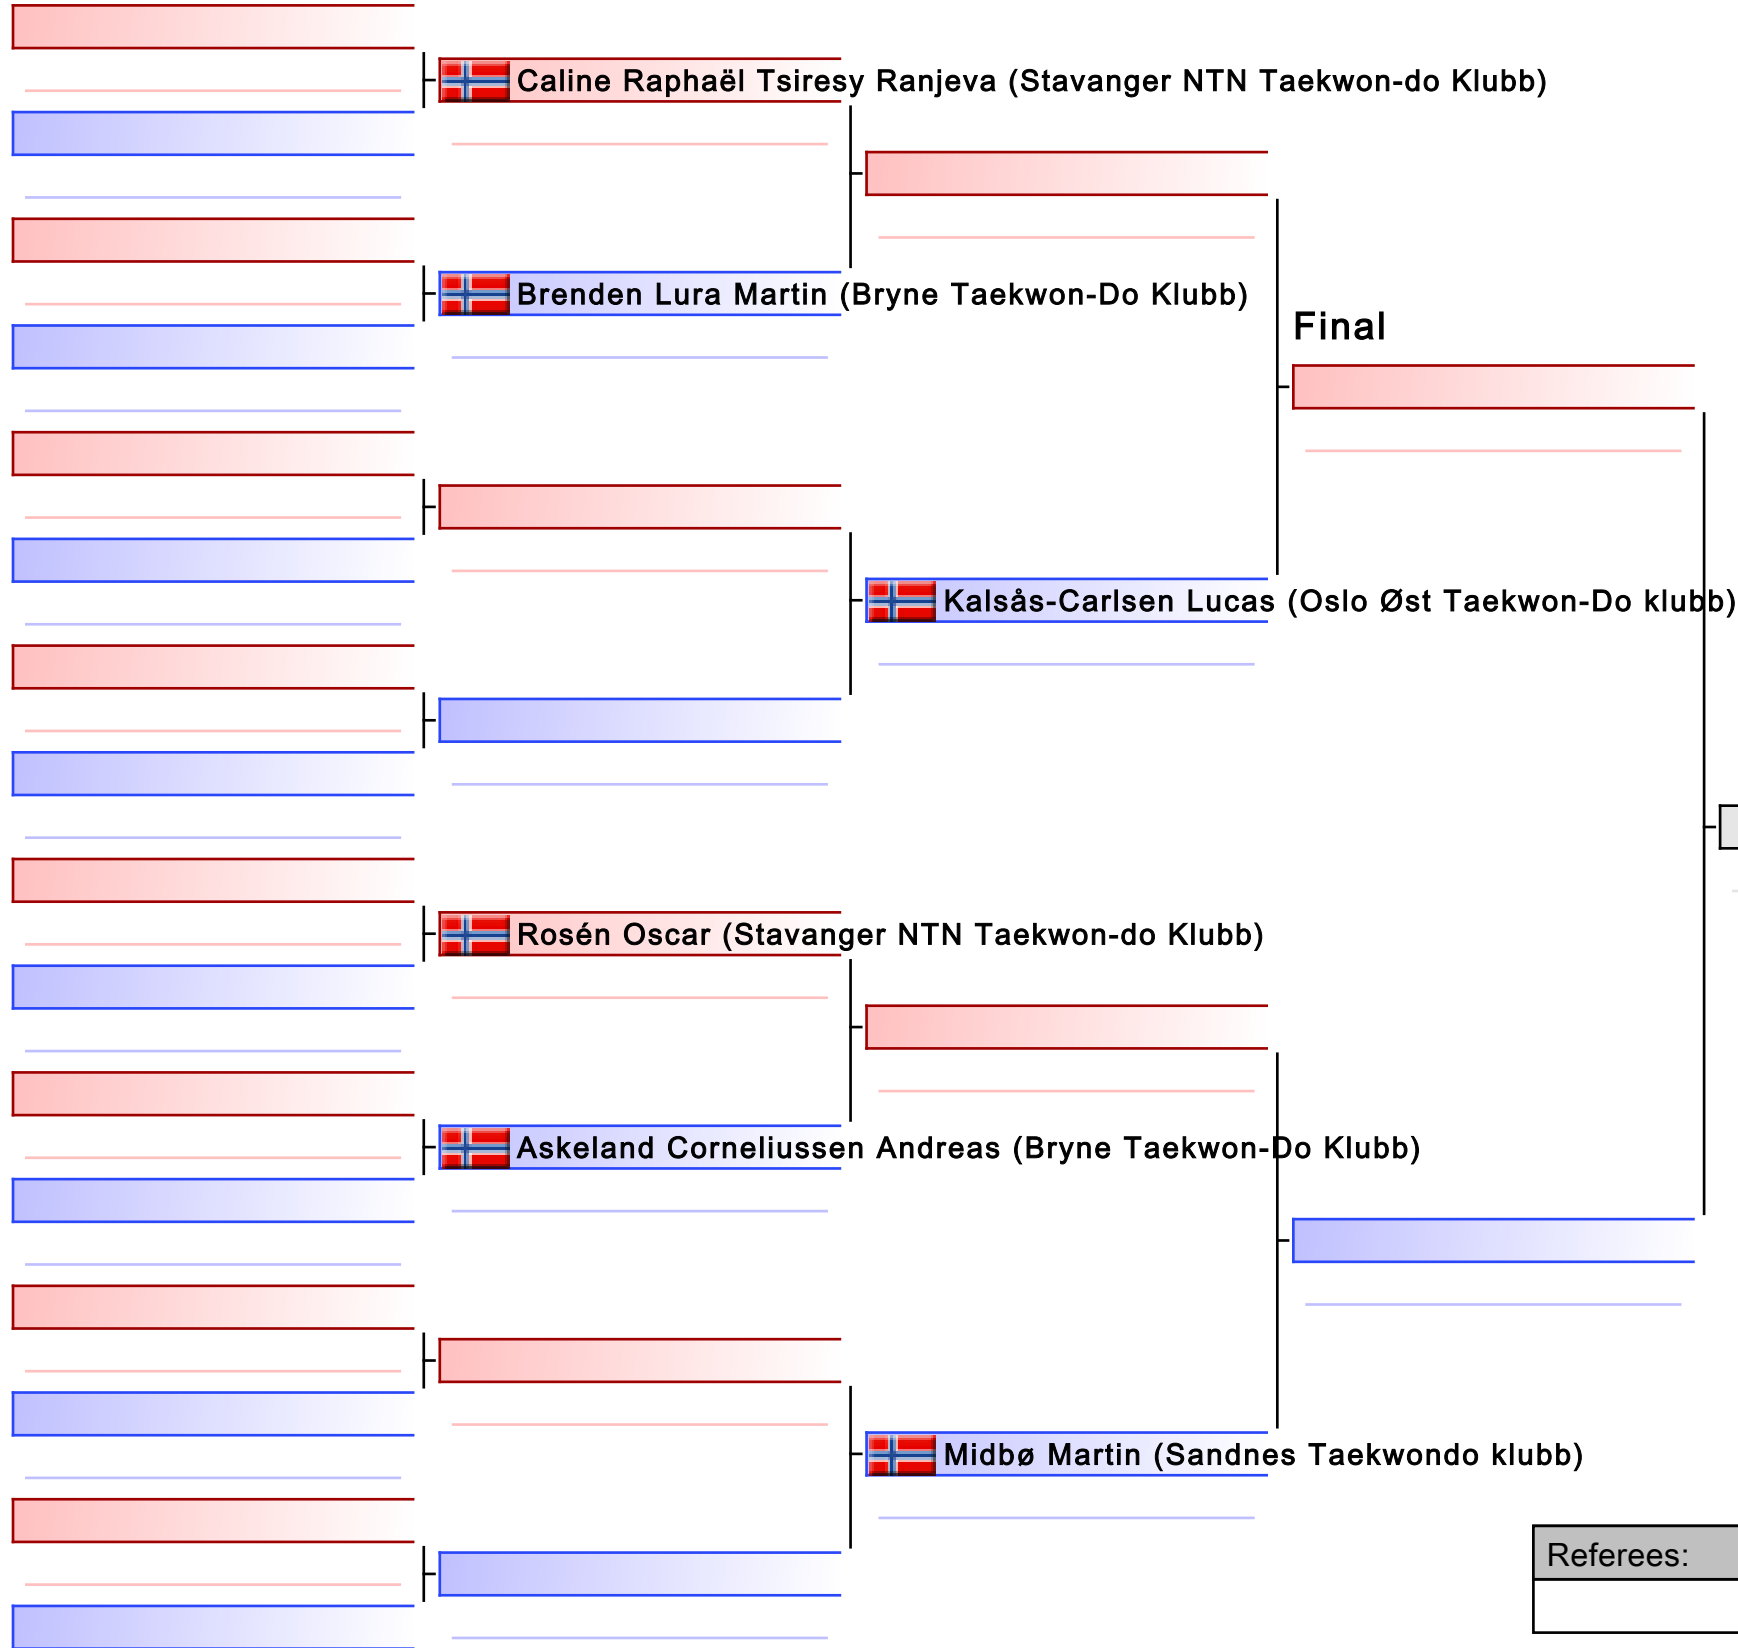 Caline Raphaël Tsiresy Ranjeva (Stavanger NTN Taekwon-do Klubb)
Brenden Lura Martin (Bryne Taekwon-Do Klubb)
Final
Kalsås-Carlsen Lucas (Oslo Øst Taekwon-Do klubb)
Rosén Oscar (Stavanger NTN Taekwon-do Klubb)
Askeland Corneliussen Andreas (Bryne Taekwon-Do Klubb)
Midbø Martin (Sandnes Taekwondo klubb)
Referees: